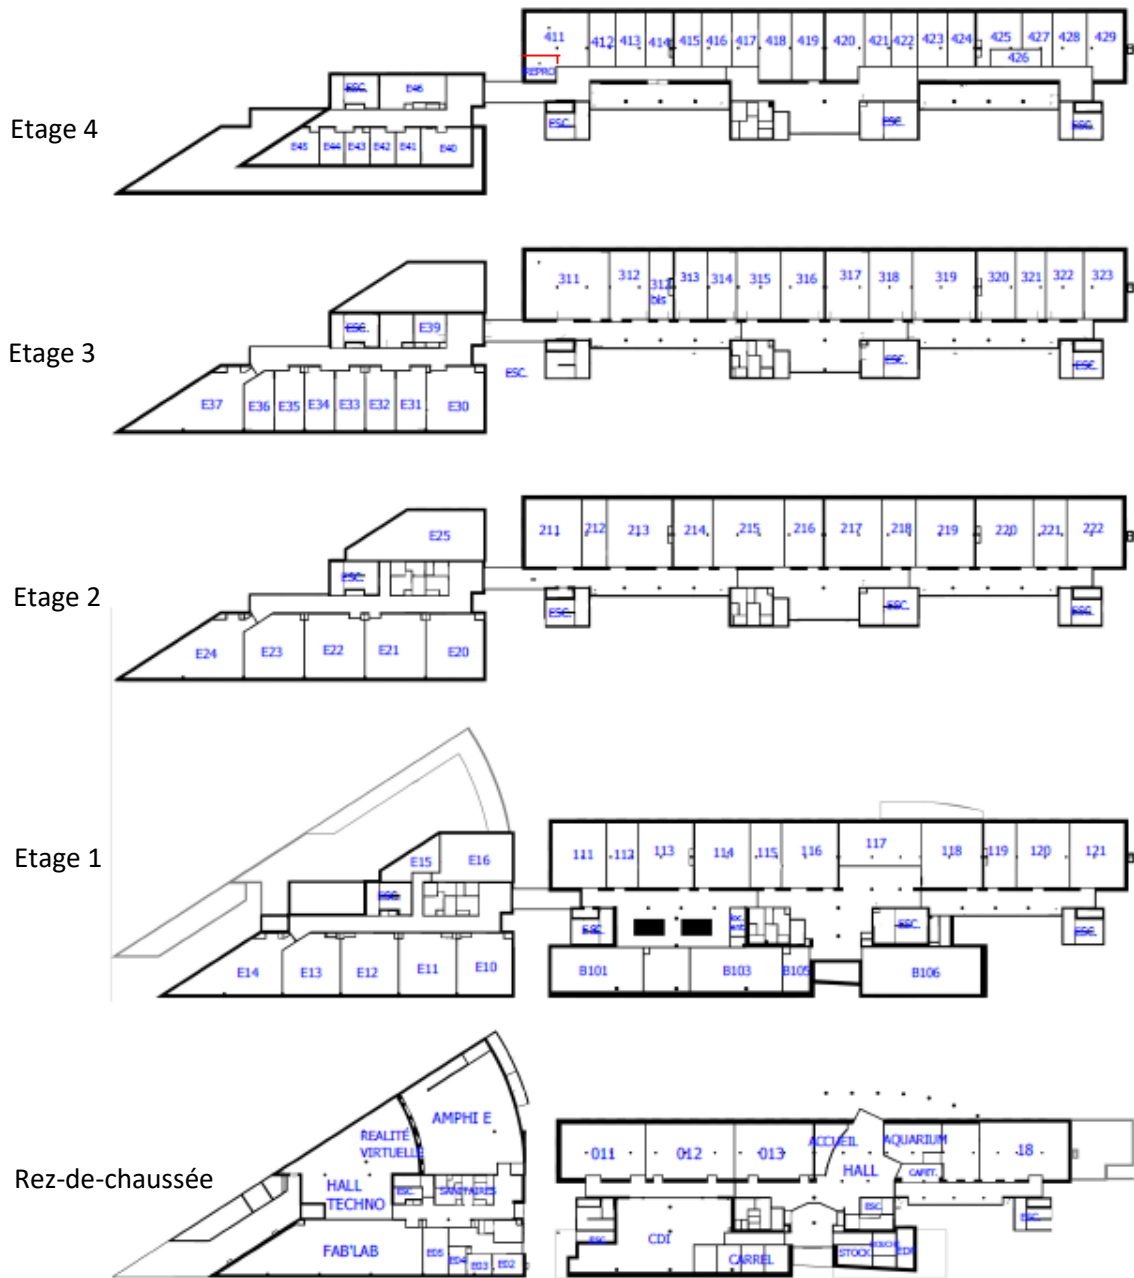 Etage 4
411 412 413 414 415 416 417 418 419 420 421 422 423 424 425 427 428 429
426
REPRO
ESC. E46
ESC. ESC. ESC.
E45 E44 E43 E42 E41 E40
Etage 3
311 312 312 bis 313 314 315 316 317 318 319 320 321 322 323
ESC. E39
ESC. ESC. ESC.
E37 E36 E35 E34 E33 E32 E31 E30
Etage 2
211 212 213 214 215 216 217 218 219 220 221 222
E25
ESC.
ESC. ESC. ESC.
E24 E23 E22 E21 E20
Etage 1
111 112 113 114 115 116 117 118 119 120 121
E15 E16
ESC.
ESC. ESC. ESC.
E14 E13 E12 E11 E10
B101 B103 B105 B106
Rez-de-chaussée
AMPHI E
REALITÉ
VIRTUELLE
HALL
TECHNO
ESC. SANITAIRES
FAB'LAB E05 E04 E03 E02
011 012 013 ACCUEIL AQUARIUM 18
HALL
CAFET.
ESC. ESC. ESC.
CDI CARREL STOCK